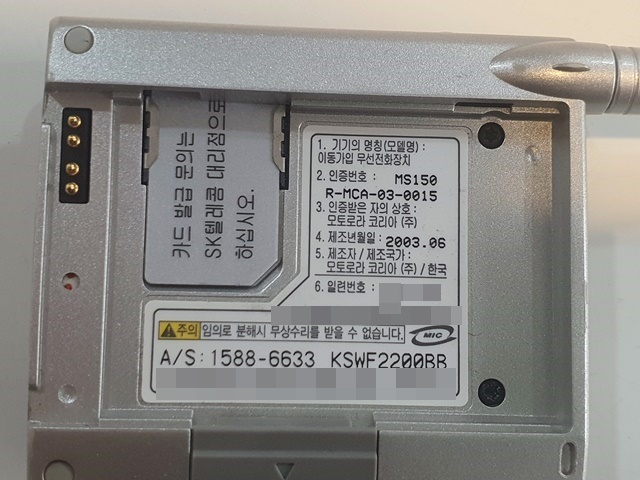 카드 발급 문의는
SK텔레콤 대리점으로
하십시오.
1. 기기의 명칭(모델명) :
이동가입 무선전화장치
2. 인증번호 : MS150
R-MCA-03-0015
3. 인증받은 자의 상호 :
모토로라 코리아 (주)
4. 제조년월일 : 2003.06
5. 제조자 / 제조국가 :
모토로라 코리아 (주) / 한국
6. 일련번호 :
주의 임의로 분해시 무상수리를 받을 수 없습니다.
MIC
A/S: 1588-6633 KSWF2200BB